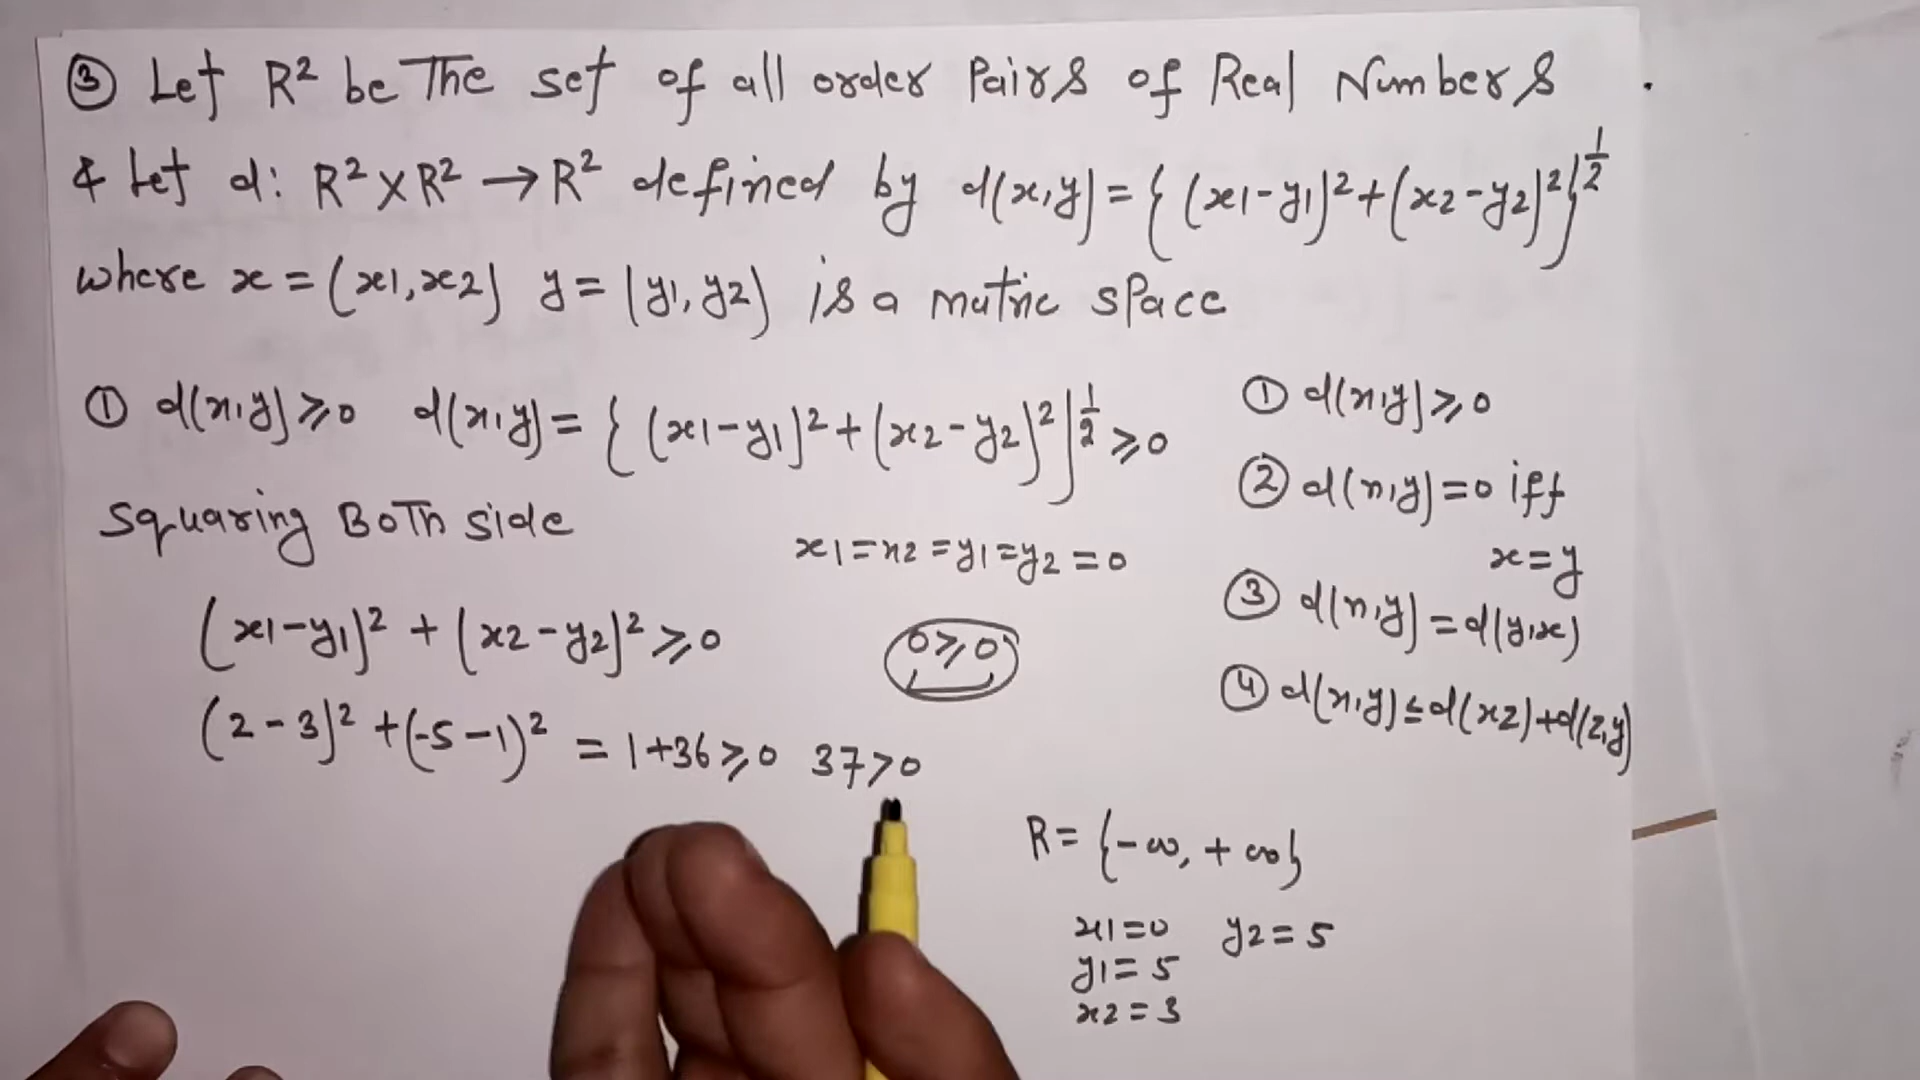 ③ Let R² be The set of all order Pairs of Real Numbers
& Let d: R² × R² → R² defined by d(x,y) = {(x1-y1)²+(x2-y2)²}^1/2
where x = (x1,x2) y = (y1,y2) is a metric space
① d(x,y) ⩾ 0 d(x,y) = {(x1-y1)²+(x2-y2)²}^1/2 ⩾ 0
Squaring BoTh side
x1=x2=y1=y2=0
(x1-y1)² + (x2-y2)² ⩾ 0
0⩾0
(2-3)² + (-5-1)² = 1+36⩾0 37>0
① d(x,y) ⩾ 0
② d(x,y)=0 iff
x=y
③ d(x,y) = d(y,x)
④ d(x,y) ≤ d(xz)+d(z,y)
R = {-∞, +∞}
x1=0 y2=5
y1=5
x2=3